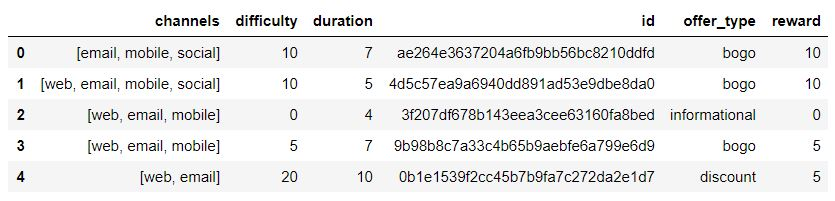 channels difficulty duration id offer_type reward
0 [email, mobile, social] 10 7 ae264e3637204a6fb9bb56bc8210ddfd bogo 10
1 [web, email, mobile, social] 10 5 4d5c57ea9a6940dd891ad53e9dbe8da0 bogo 10
2 [web, email, mobile] 0 4 3f207df678b143eea3cee63160fa8bed informational 0
3 [web, email, mobile] 5 7 9b98b8c7a33c4b65b9aebfe6a799e6d9 bogo 5
4 [web, email] 20 10 0b1e1539f2cc45b7b9fa7c272da2e1d7 discount 5